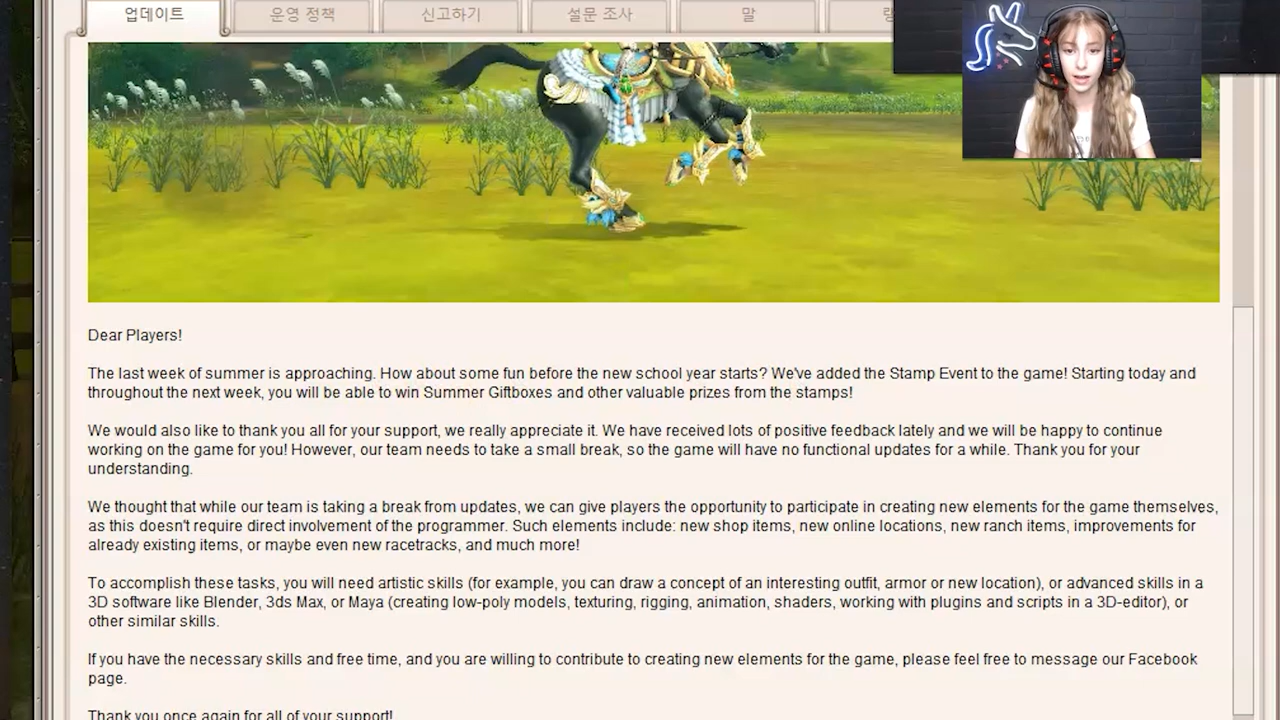 업데이트
운영 정책
신고하기
설문 조사
말
Dear Players!
The last week of summer is approaching. How about some fun before the new school year starts? We've added the Stamp Event to the game! Starting today and
throughout the next week, you will be able to win Summer Giftboxes and other valuable prizes from the stamps!
We would also like to thank you all for your support, we really appreciate it. We have received lots of positive feedback lately and we will be happy to continue
working on the game for you! However, our team needs to take a small break, so the game will have no functional updates for a while. Thank you for your
understanding.
We thought that while our team is taking a break from updates, we can give players the opportunity to participate in creating new elements for the game themselves,
as this doesn't require direct involvement of the programmer. Such elements include: new shop items, new online locations, new ranch items, improvements for
already existing items, or maybe even new racetracks, and much more!
To accomplish these tasks, you will need artistic skills (for example, you can draw a concept of an interesting outfit, armor or new location), or advanced skills in a
3D software like Blender, 3ds Max, or Maya (creating low-poly models, texturing, rigging, animation, shaders, working with plugins and scripts in a 3D-editor), or
other similar skills.
If you have the necessary skills and free time, and you are willing to contribute to creating new elements for the game, please feel free to message our Facebook
page.
Thank you once again for all of your support!